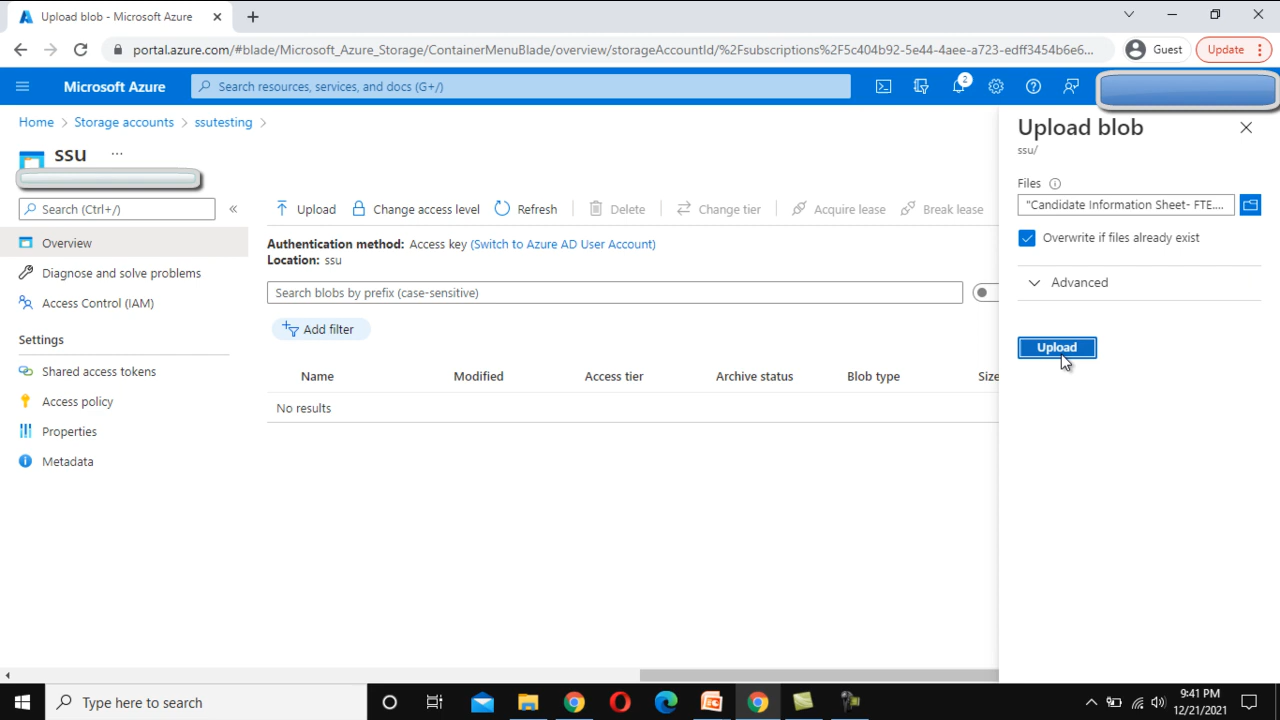 Upload blob - Microsoft Azure
portal.azure.com/#blade/Microsoft_Azure_Storage/ContainerMenuBlade/overview/storageAccountId/%2Fsubscriptions%2F5c404b92-5e44-4aee-a723-edff3454b6e6...
Guest
Update
Microsoft Azure
Search resources, services, and docs (G+/)
2
Home > Storage accounts > ssutesting >
ssu ...
Search (Ctrl+/)
«
Overview
Diagnose and solve problems
Access Control (IAM)
Settings
Shared access tokens
Access policy
Properties
Metadata
Upload
Change access level
Refresh
Delete
Change tier
Acquire lease
Break lease
Authentication method: Access key (Switch to Azure AD User Account)
Location: ssu
Search blobs by prefix (case-sensitive)
Add filter
Name Modified Access tier Archive status Blob type Size
No results
Upload blob
ssu/
Files
"Candidate Information Sheet- FTE....
Overwrite if files already exist
Advanced
Upload
Type here to search
9:41 PM
12/21/2021